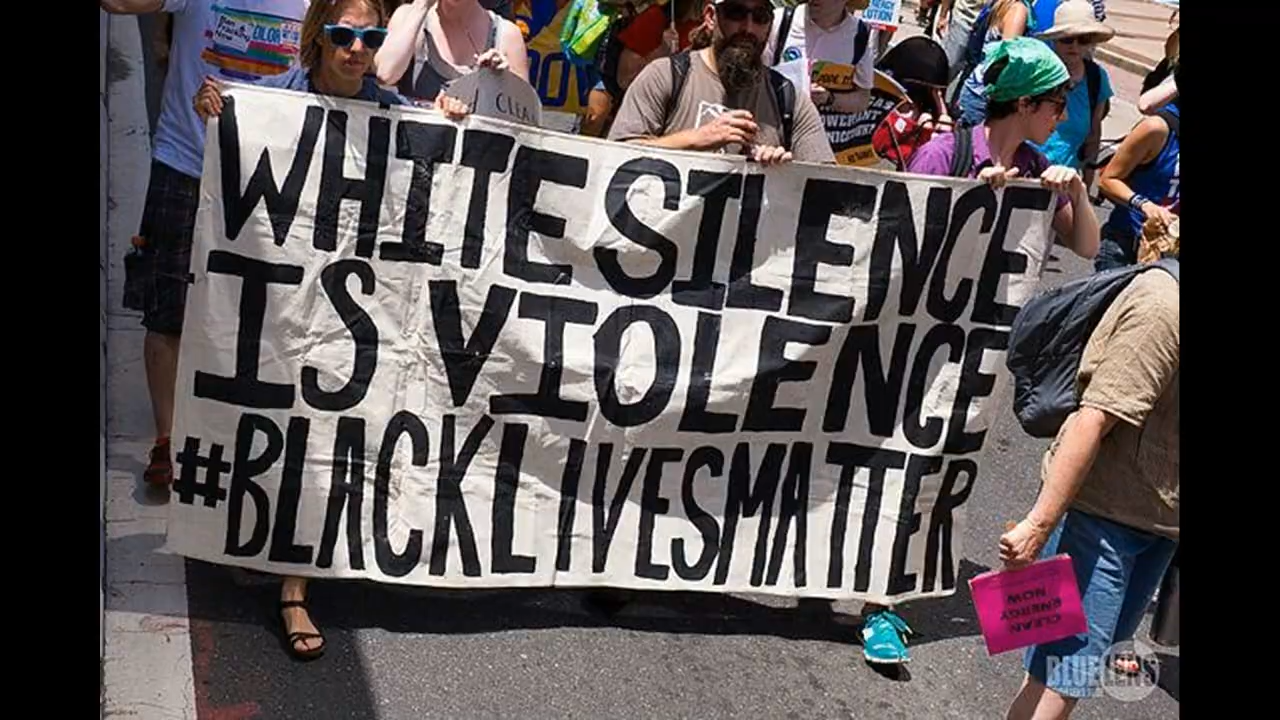 WHITE SILENCE
IS VIOLENCE
#BLACKLIVESMATTER
CLEAN
ENERGY
NOW